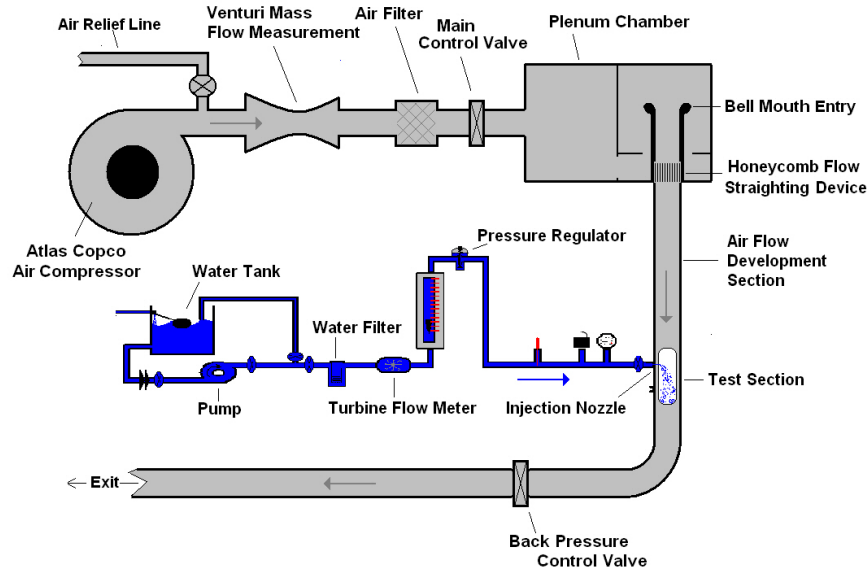 Air Relief Line
Venturi Mass
Flow Measurement
Air Filter
Main
Control Valve
Plenum Chamber
Bell Mouth Entry
Honeycomb Flow
Straighting Device
Atlas Copco
Air Compressor
Air Flow
Development
Section
Pressure Regulator
Water Tank
Water Filter
Pump
Turbine Flow Meter
Injection Nozzle
Test Section
Exit
Back Pressure
Control Valve